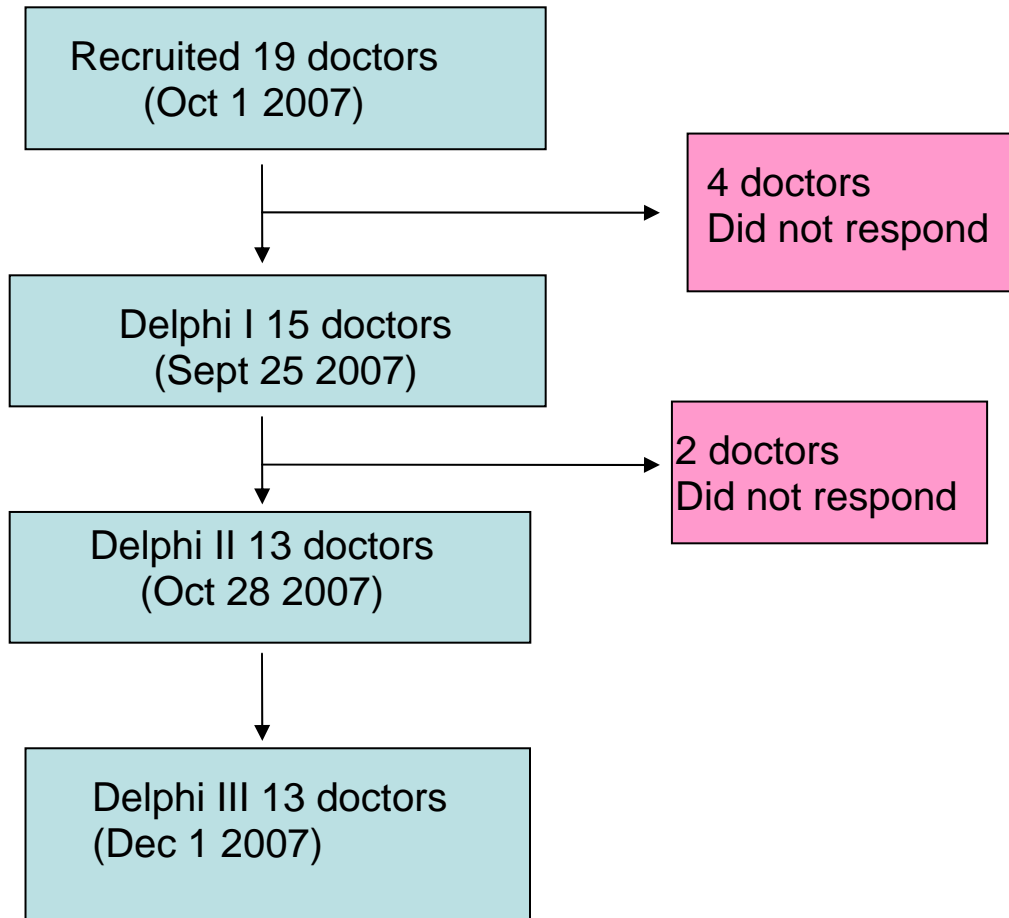 Recruited 19 doctors
(Oct 1 2007)
4 doctors
Did not respond
Delphi I 15 doctors
(Sept 25 2007)
2 doctors
Did not respond
Delphi II 13 doctors
(Oct 28 2007)
Delphi III 13 doctors
(Dec 1 2007)